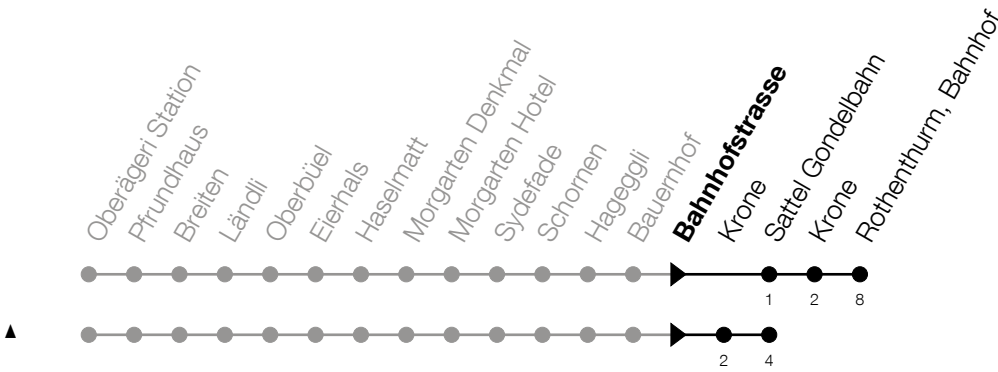 Oberägeri Station
Pfrundhaus
Breiten
Ländli
Oberbüel
Eierhals
Haselmatt
Morgarten Denkmal
Morgarten Hotel
Sydefade
Schornen
Hageggli
Bauernhof
Bahnhofstrasse
Krone
Sattel Gondelbahn
Krone
Rothenthurm, Bahnhof
1 2 8
2 4